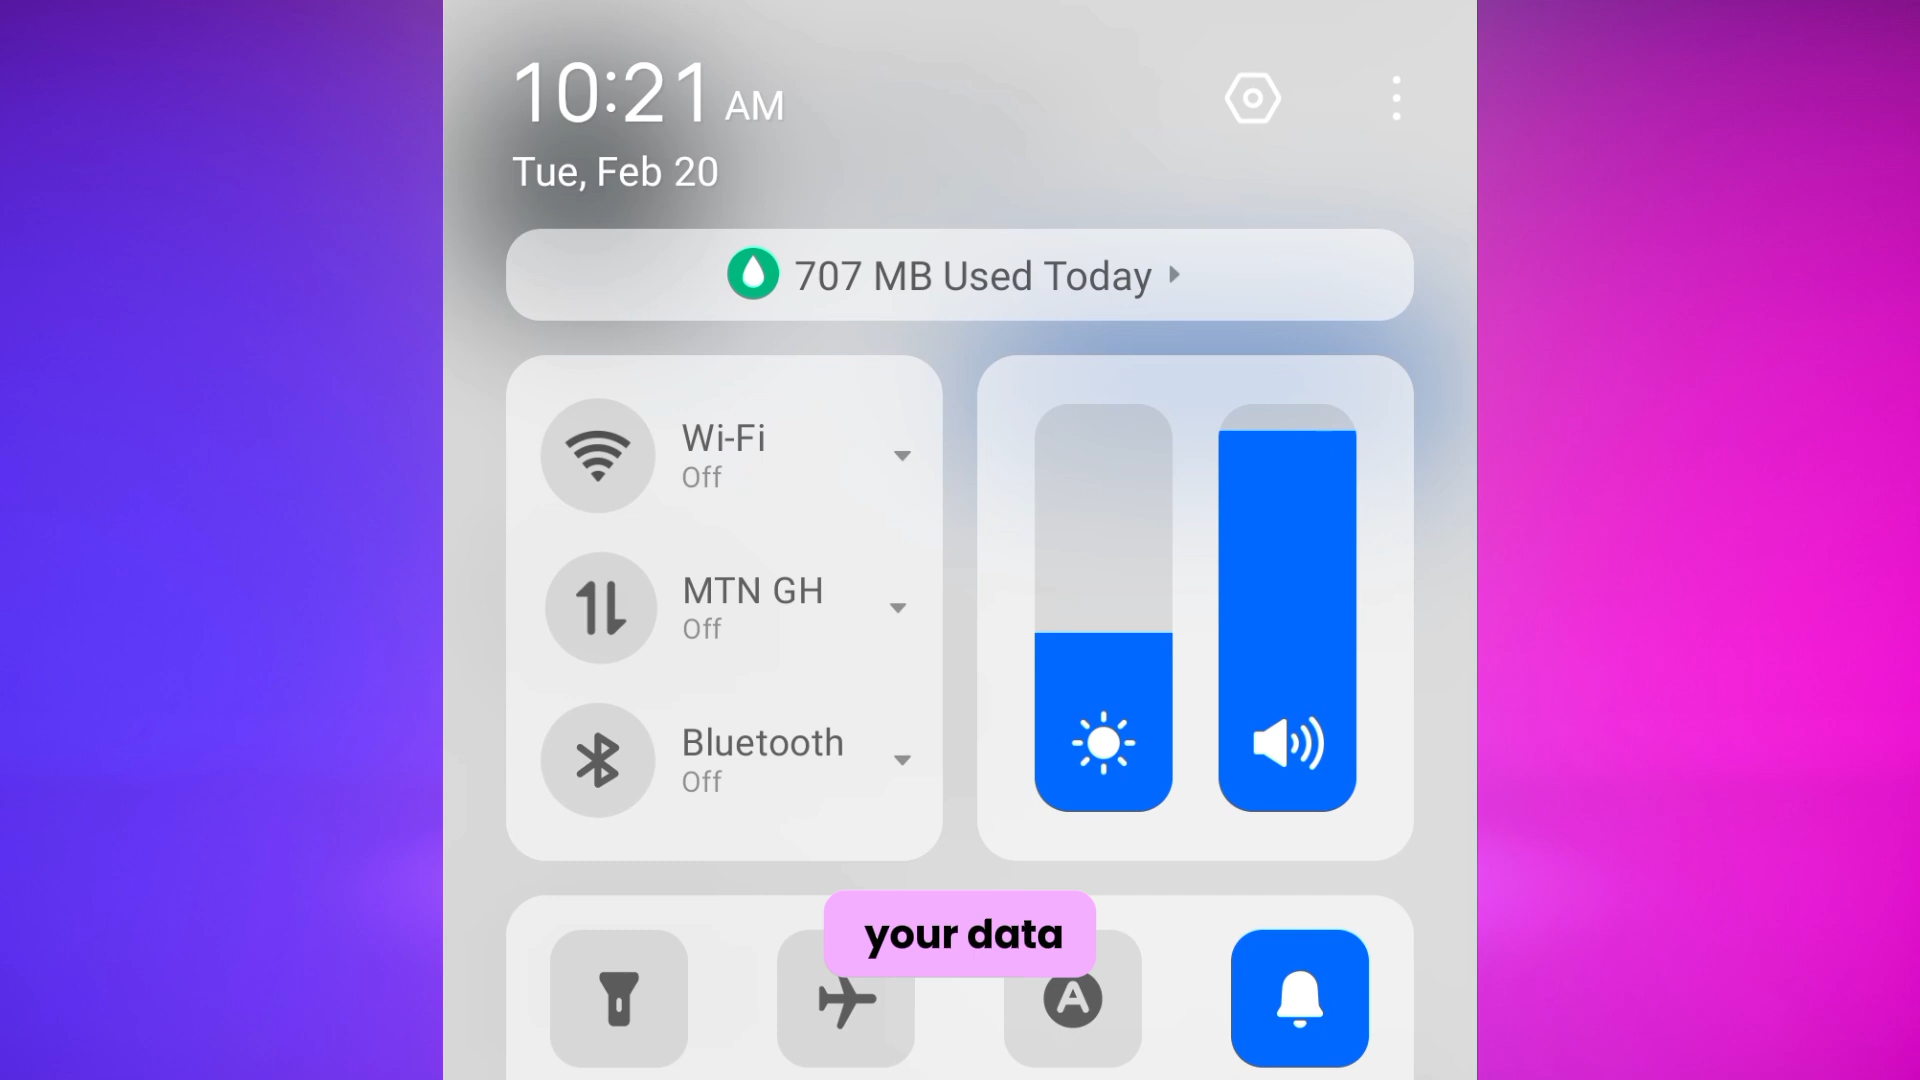 10:21 AM
Tue, Feb 20
707 MB Used Today
Wi-Fi
Off
MTN GH
Off
Bluetooth
Off
your data
A